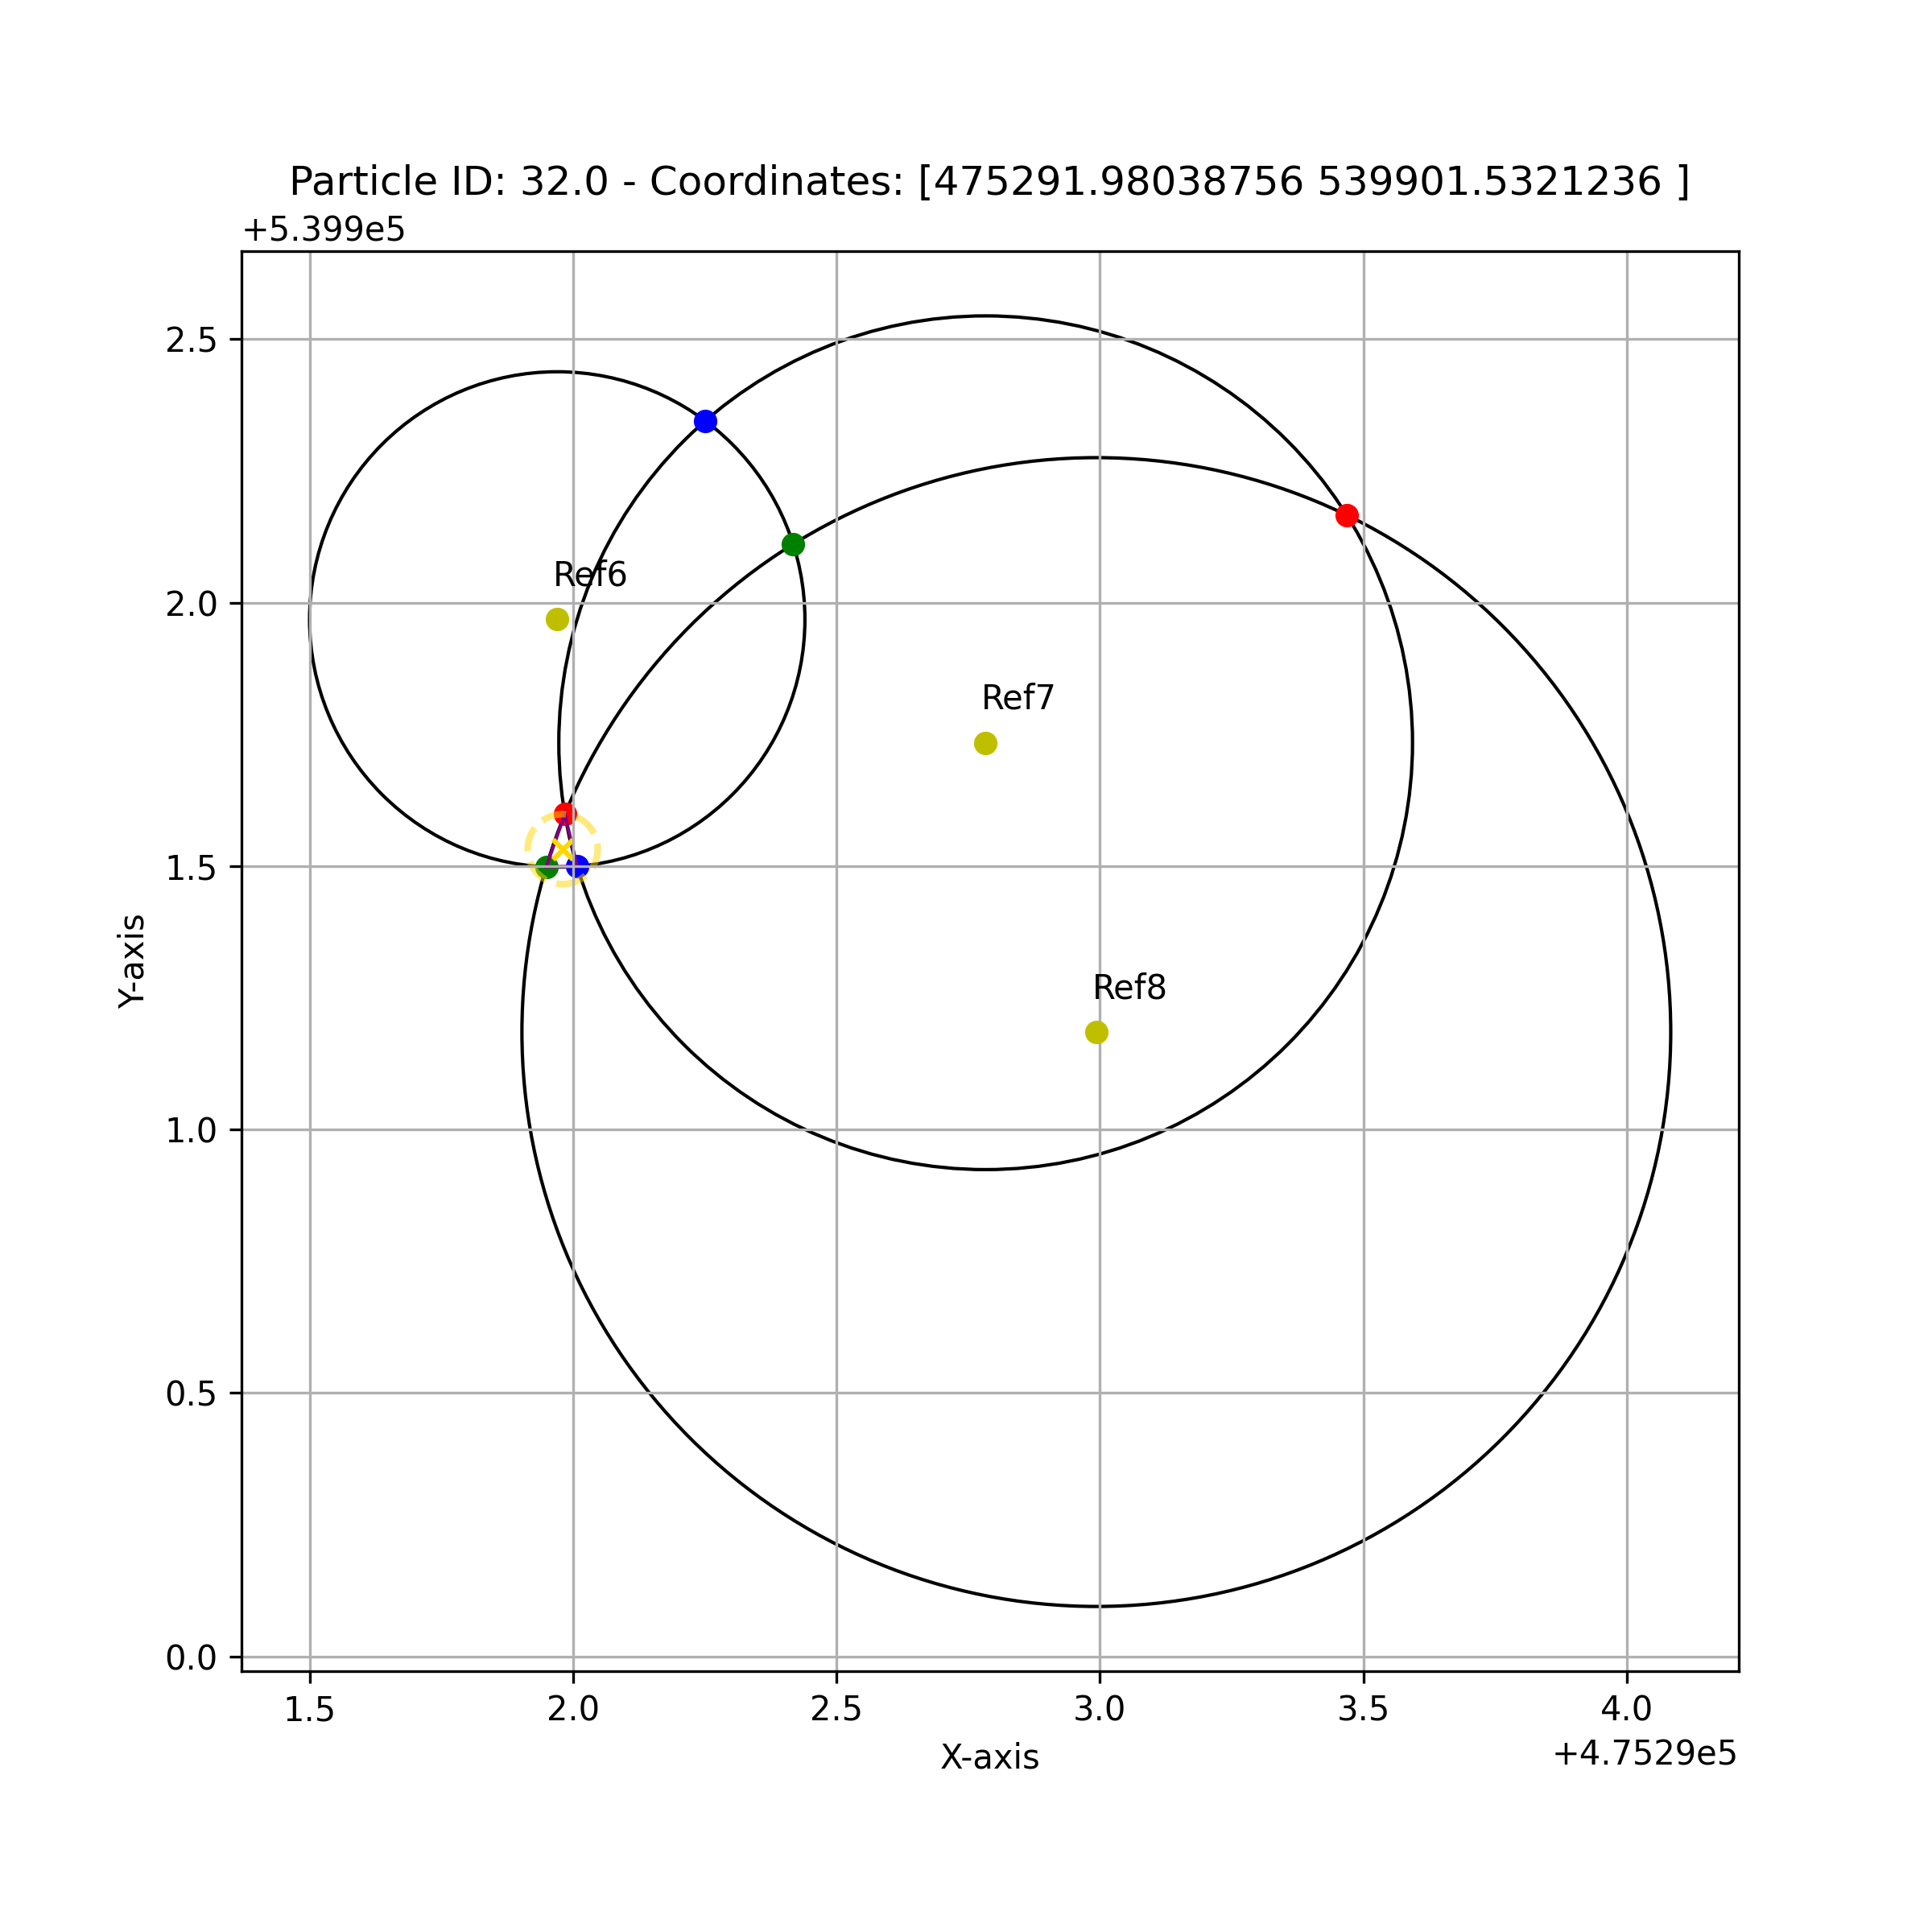 Particle ID: 32.0 - Coordinates: [475291.98038756 539901.5321236 ]
+5.399e5
2.5
2.0
1.5
1.0
0.5
0.0
Y-axis
Ref6
Ref7
Ref8
1.5 2.0 2.5 3.0 3.5 4.0
X-axis
+4.7529e5